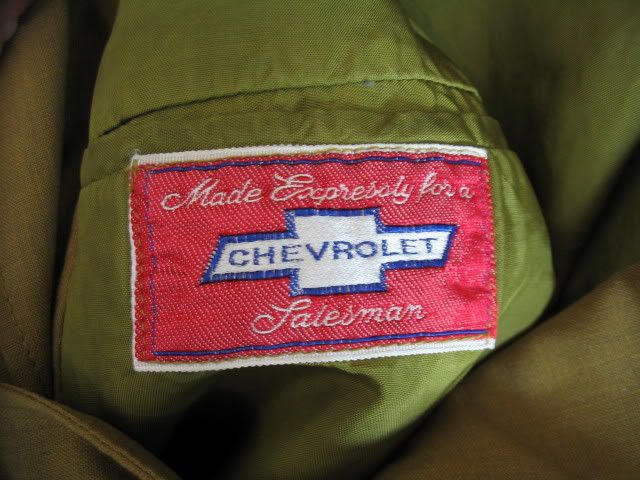 Made Expressly for a
CHEVROLET
Salesman